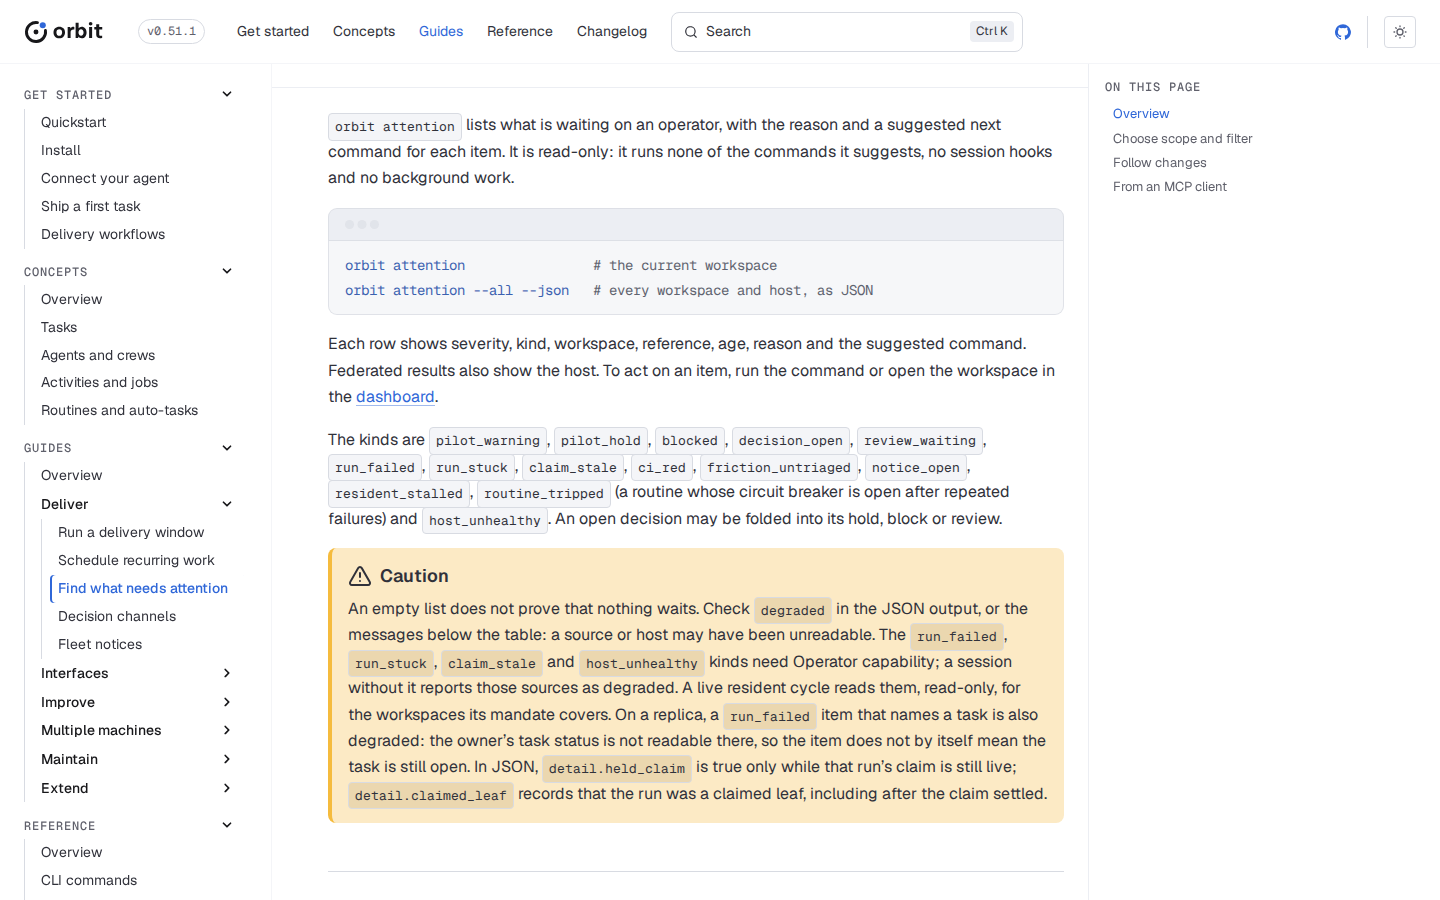 orbit
v0.51.1
Get started
Concepts
Guides
Reference
Changelog
Search
Ctrl K
GET STARTED
Quickstart
Install
Connect your agent
Ship a first task
Delivery workflows
CONCEPTS
Overview
Tasks
Agents and crews
Activities and jobs
Routines and auto-tasks
GUIDES
Overview
Deliver
Run a delivery window
Schedule recurring work
Find what needs attention
Decision channels
Fleet notices
Interfaces
Improve
Multiple machines
Maintain
Extend
REFERENCE
Overview
CLI commands
orbit attention lists what is waiting on an operator, with the reason and a suggested next
command for each item. It is read-only: it runs none of the commands it suggests, no session hooks
and no background work.
orbit attention # the current workspace
orbit attention --all --json # every workspace and host, as JSON
Each row shows severity, kind, workspace, reference, age, reason and the suggested command.
Federated results also show the host. To act on an item, run the command or open the workspace in
the dashboard.
The kinds are pilot_warning, pilot_hold, blocked, decision_open, review_waiting,
run_failed, run_stuck, claim_stale, ci_red, friction_untriaged, notice_open,
resident_stalled, routine_tripped (a routine whose circuit breaker is open after repeated
failures) and host_unhealthy. An open decision may be folded into its hold, block or review.
Caution
An empty list does not prove that nothing waits. Check degraded in the JSON output, or the
messages below the table: a source or host may have been unreadable. The run_failed,
run_stuck, claim_stale and host_unhealthy kinds need Operator capability; a session
without it reports those sources as degraded. A live resident cycle reads them, read-only, for
the workspaces its mandate covers. On a replica, a run_failed item that names a task is also
degraded: the owner’s task status is not readable there, so the item does not by itself mean the
task is still open. In JSON, detail.held_claim is true only while that run’s claim is still live;
detail.claimed_leaf records that the run was a claimed leaf, including after the claim settled.
ON THIS PAGE
Overview
Choose scope and filter
Follow changes
From an MCP client